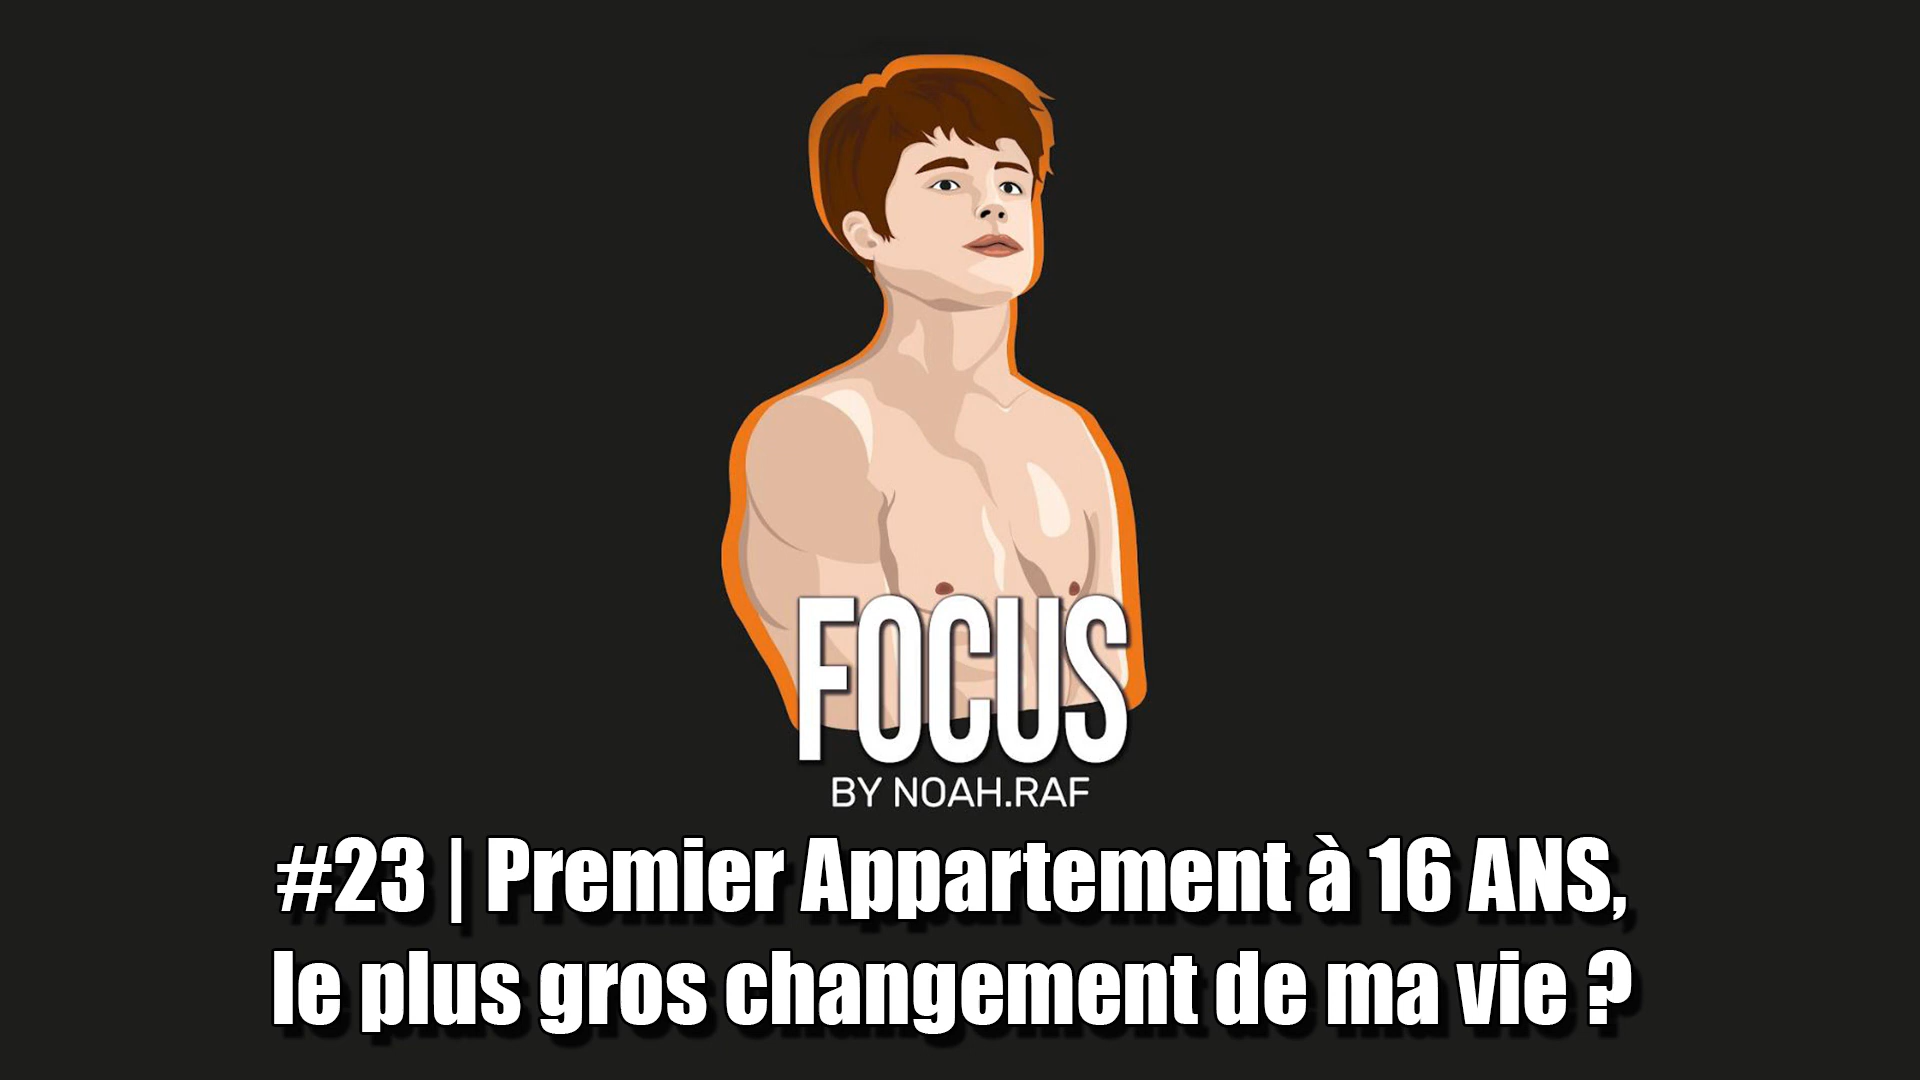 FOCUS
BY NOAH.RAF
#23 | Premier Appartement à 16 ANS,
le plus gros changement de ma vie ?